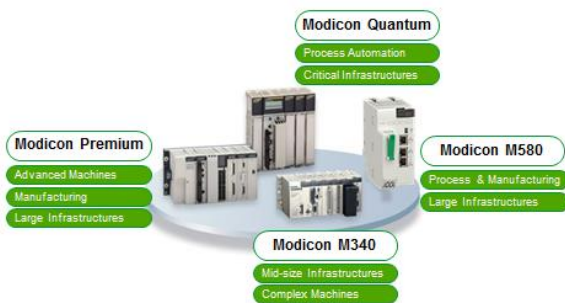 Modicon Quantum
Process Automation
Critical Infrastructures
Modicon Premium
Advanced Machines
Manufacturing
Large Infrastructures
Modicon M580
Process & Manufacturing
Large Infrastructures
Modicon M340
Mid-size Infrastructures
Complex Machines